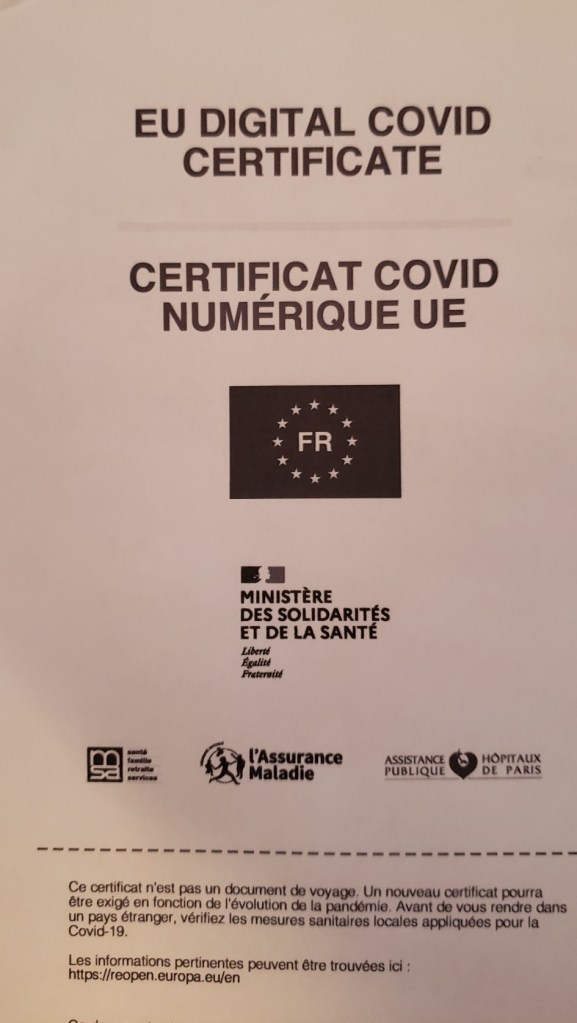 EU DIGITAL COVID
CERTIFICATE
CERTIFICAT COVID
NUMÉRIQUE UE
FR
MINISTÈRE
DES SOLIDARITÉS
ET DE LA SANTÉ
Liberté
Égalité
Fraternité
msa
santé
famille
retraite
services
l'Assurance
Maladie
ASSISTANCE
PUBLIQUE
HÔPITAUX
DE PARIS
Ce certificat n'est pas un document de voyage. Un nouveau certificat pourra
être exigé en fonction de l'évolution de la pandémie. Avant de vous rendre dans
un pays étranger, vérifiez les mesures sanitaires locales appliquées pour la
Covid-19.
Les informations pertinentes peuvent être trouvées ici :
https://reopen.europa.eu/en